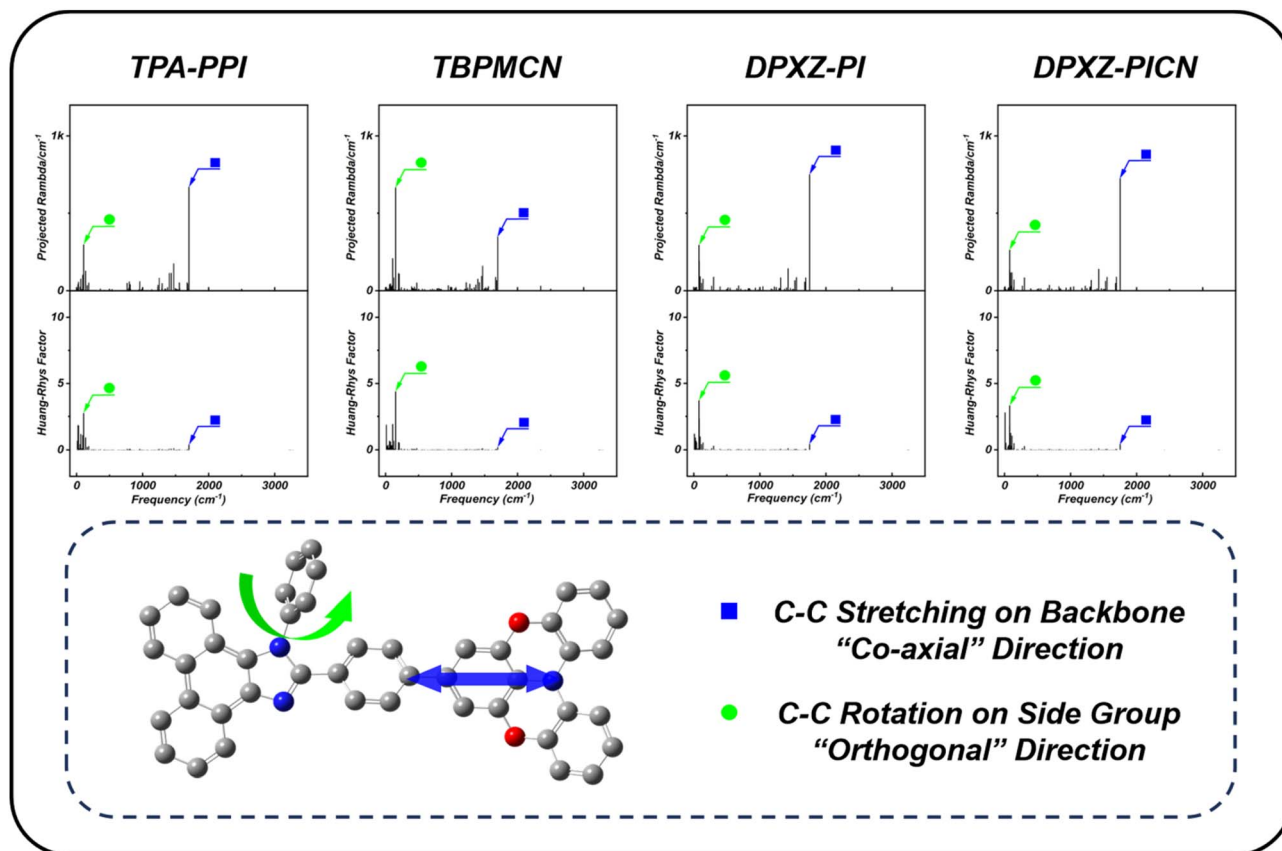 TPA-PPI
TBPMCN
DPXZ-PI
DPXZ-PICN
Projected Rambda/cm-1
1k
0
Huang-Rhys Factor
10
5
0
0
1000
2000
3000
Frequency (cm-1)
Projected Rambda/cm-1
1k
0
Huang-Rhys Factor
10
5
0
0
1000
2000
3000
Frequency (cm-1)
Projected Rambda/cm-1
1k
0
Huang-Rhys Factor
10
5
0
0
1000
2000
3000
Frequency (cm-1)
Projected Rambda/cm-1
1k
0
Huang-Rhys Factor
10
5
0
0
1000
2000
3000
Frequency (cm-1)
C-C Stretching on Backbone
“Co-axial” Direction
C-C Rotation on Side Group
“Orthogonal” Direction